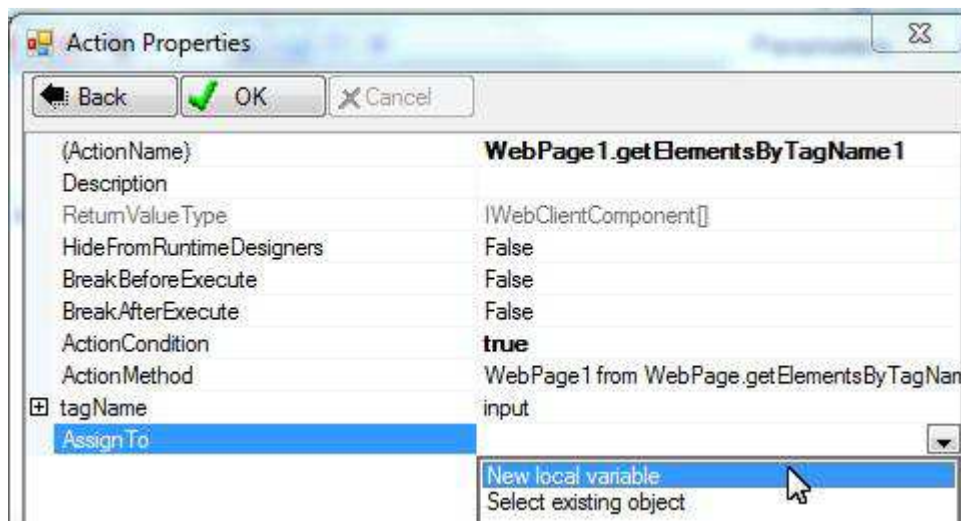 Action Properties
Back OK Cancel
(ActionName) WebPage1.getElementsByTagName1
Description
ReturnValueType IWebClientComponent[]
HideFromRuntimeDesigners False
BreakBeforeExecute False
BreakAfterExecute False
ActionCondition true
ActionMethod WebPage1 from WebPage.getElementsByTagNam
tagName input
AssignTo
New local variable
Select existing object